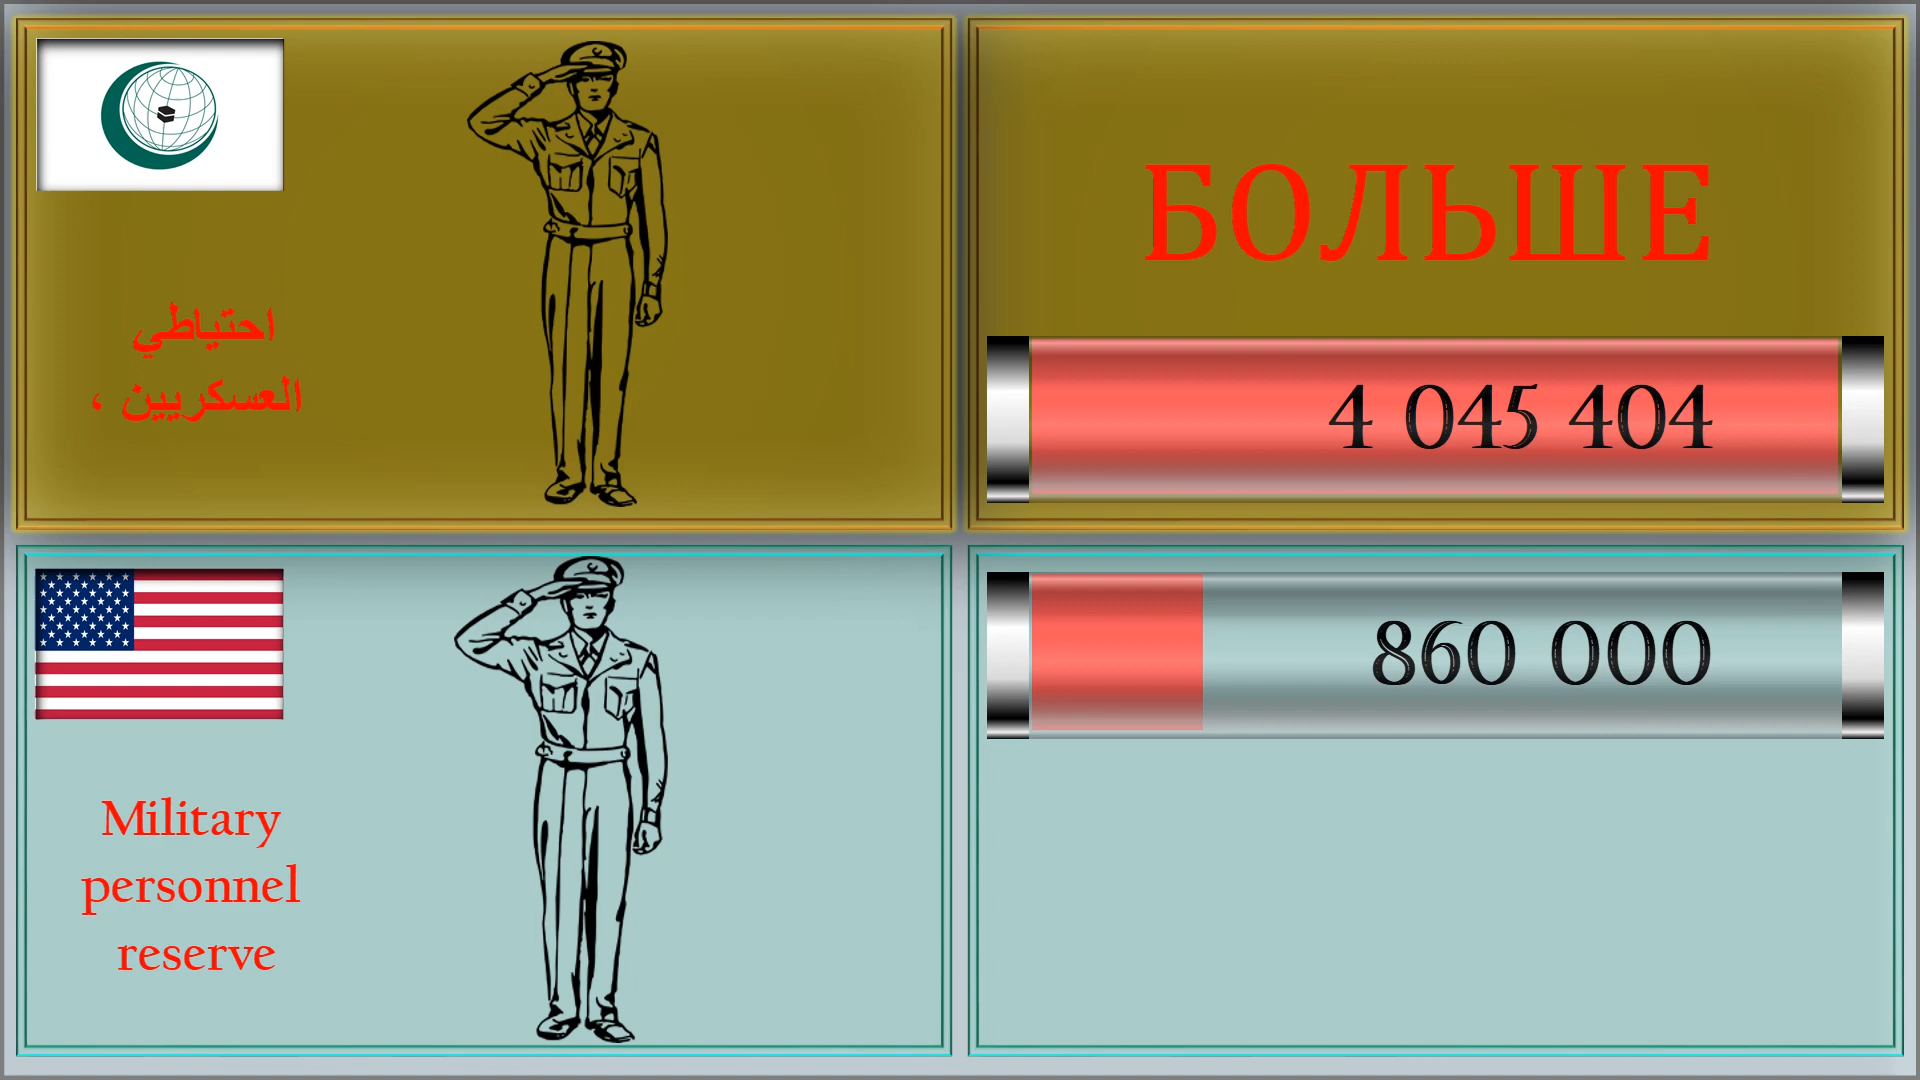 احتياطي
العسكريين ،
БОЛЬШЕ
4 045 404
Military
personnel
reserve
860 000